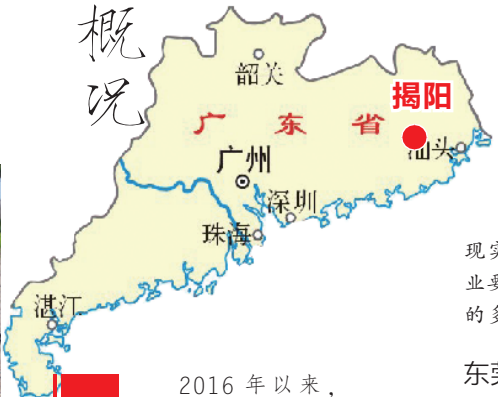 概
况
韶关
揭阳
广东省
汕头
广州
深圳
珠海
湛江
现实
业要
的多
东莞
2016 年以来，